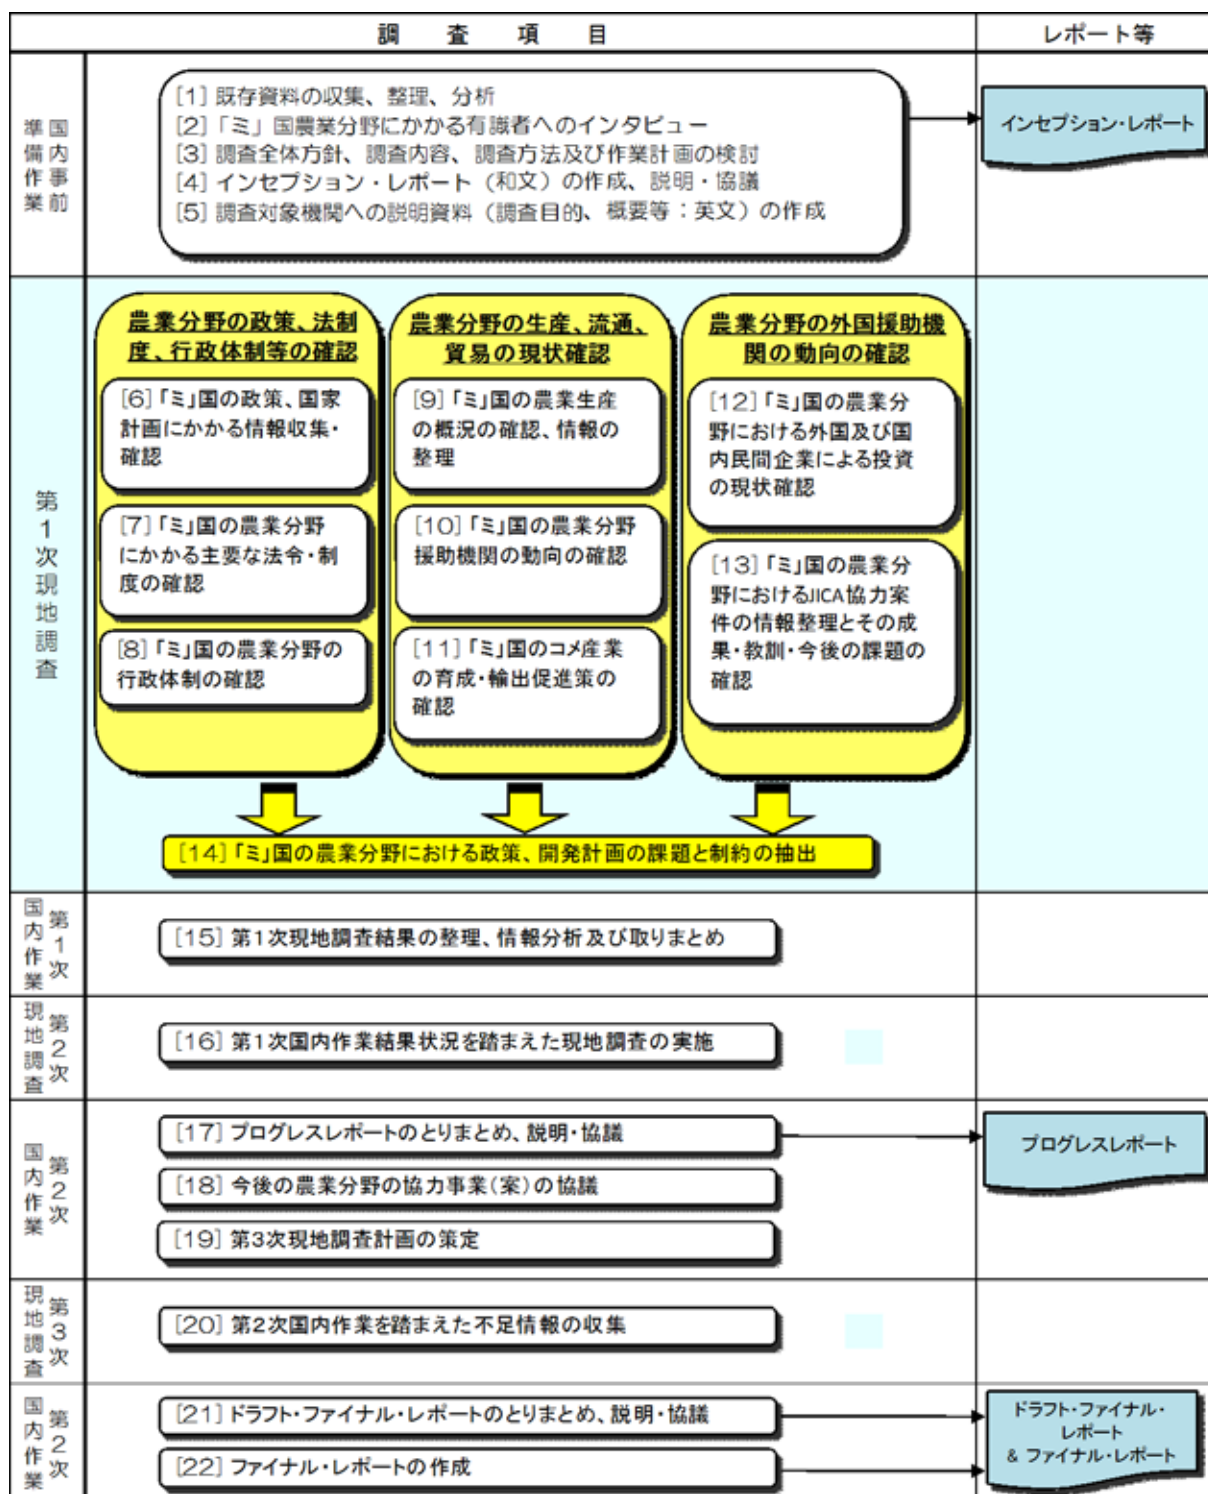 調査項目
レポート等
国内事前
準備作業
[1] 既存資料の収集、整理、分析
[2]「ミ」国農業分野にかかる有識者へのインタビュー
[3] 調査全体方針、調査内容、調査方法及び作業計画の検討
[4] インセプション・レポート（和文）の作成、説明・協議
[5] 調査対象機関への説明資料（調査目的、概要等：英文）の作成
インセプション・レポート
第1次現地調査
農業分野の政策、法制
度、行政体制等の確認
[6]「ミ」国の政策、国家
計画にかかる情報収集・
確認
[7]「ミ」国の農業分野
にかかる主要な法令・制
度の確認
[8]「ミ」国の農業分野の
行政体制の確認
農業分野の生産、流通、
貿易の現状確認
[9]「ミ」国の農業生産
の概況の確認、情報の
整理
[10]「ミ」国の農業分野
援助機関の動向の確認
[11]「ミ」国のコメ産業
の育成・輸出促進策の
確認
農業分野の外国援助機
関の動向の確認
[12]「ミ」国の農業分
野における外国及び国
内民間企業による投資
の現状確認
[13]「ミ」国の農業分
野におけるJICA協力案
件の情報整理とその成
果・教訓・今後の課題の
確認
[14]「ミ」国の農業分野における政策、開発計画の課題と制約の抽出
第1次
国内作業
[15] 第1次現地調査結果の整理、情報分析及び取りまとめ
第2次
現地調査
[16] 第1次国内作業結果状況を踏まえた現地調査の実施
第2次
国内作業
[17] プログレスレポートのとりまとめ、説明・協議
[18] 今後の農業分野の協力事業(案)の協議
[19] 第3次現地調査計画の策定
プログレスレポート
第3次
現地調査
[20] 第2次国内作業を踏まえた不足情報の収集
第2次
国内作業
[21] ドラフト・ファイナル・レポートのとりまとめ、説明・協議
[22] ファイナル・レポートの作成
ドラフト・ファイナル・
レポート
& ファイナル・レポート